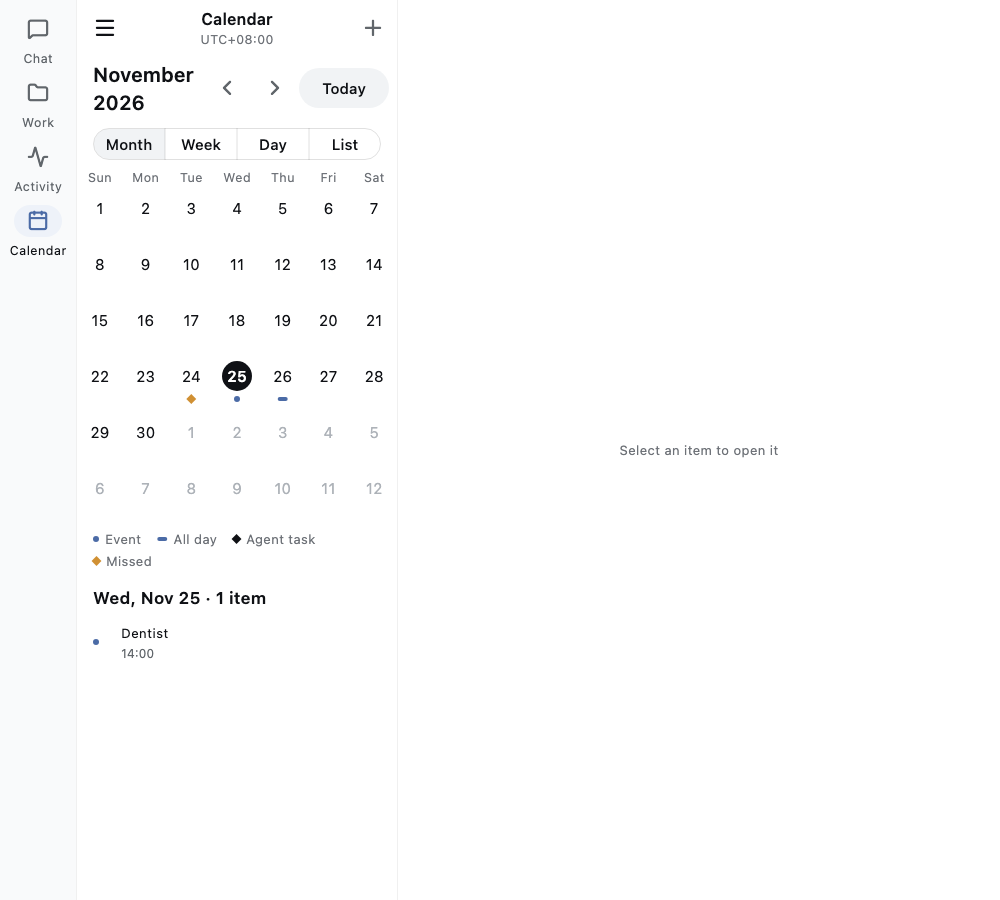 Chat
Work
Activity
Calendar
Calendar
UTC+08:00
November
2026
Today
Month Week Day List
Sun Mon Tue Wed Thu Fri Sat
1 2 3 4 5 6 7
8 9 10 11 12 13 14
15 16 17 18 19 20 21
22 23 24 25 26 27 28
29 30 1 2 3 4 5
6 7 8 9 10 11 12
Event All day Agent task
Missed
Wed, Nov 25 · 1 item
Dentist
14:00
Select an item to open it